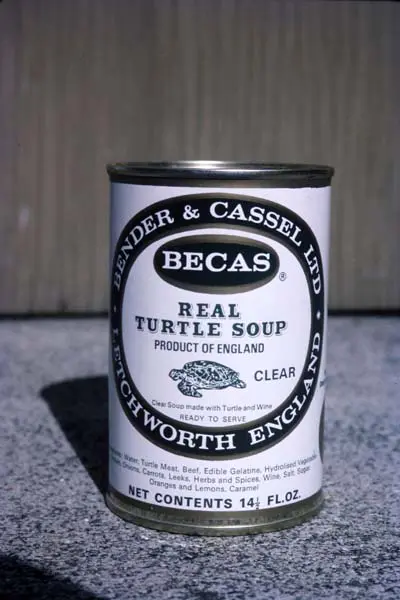 BENDER & CASSEL LTD
BECAS ®
REAL
TURTLE SOUP
PRODUCT OF ENGLAND
CLEAR
Clear Soup made with Turtle and Wine
READY TO SERVE
LETCHWORTH ENGLAND
Water, Turtle Meat, Beef, Edible Gelatine, Hydrolised
Onions, Carrots, Leeks, Herbs and Spices, Wine, Salt, Sugar
Oranges and Lemons, Caramel
NET CONTENTS 14½ FL.OZ.